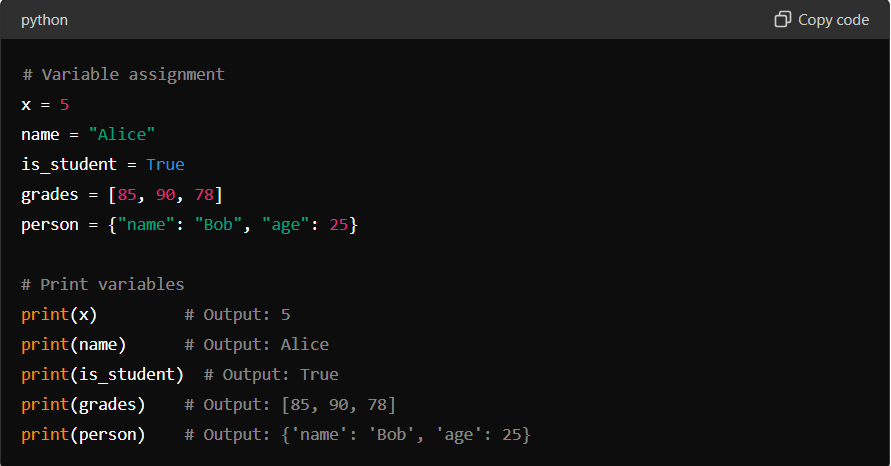 python
Copy code
# Variable assignment
x = 5
name = "Alice"
is_student = True
grades = [85, 90, 78]
person = {"name": "Bob", "age": 25}
# Print variables
print(x)         # Output: 5
print(name)      # Output: Alice
print(is_student)  # Output: True
print(grades)    # Output: [85, 90, 78]
print(person)    # Output: {'name': 'Bob', 'age': 25}